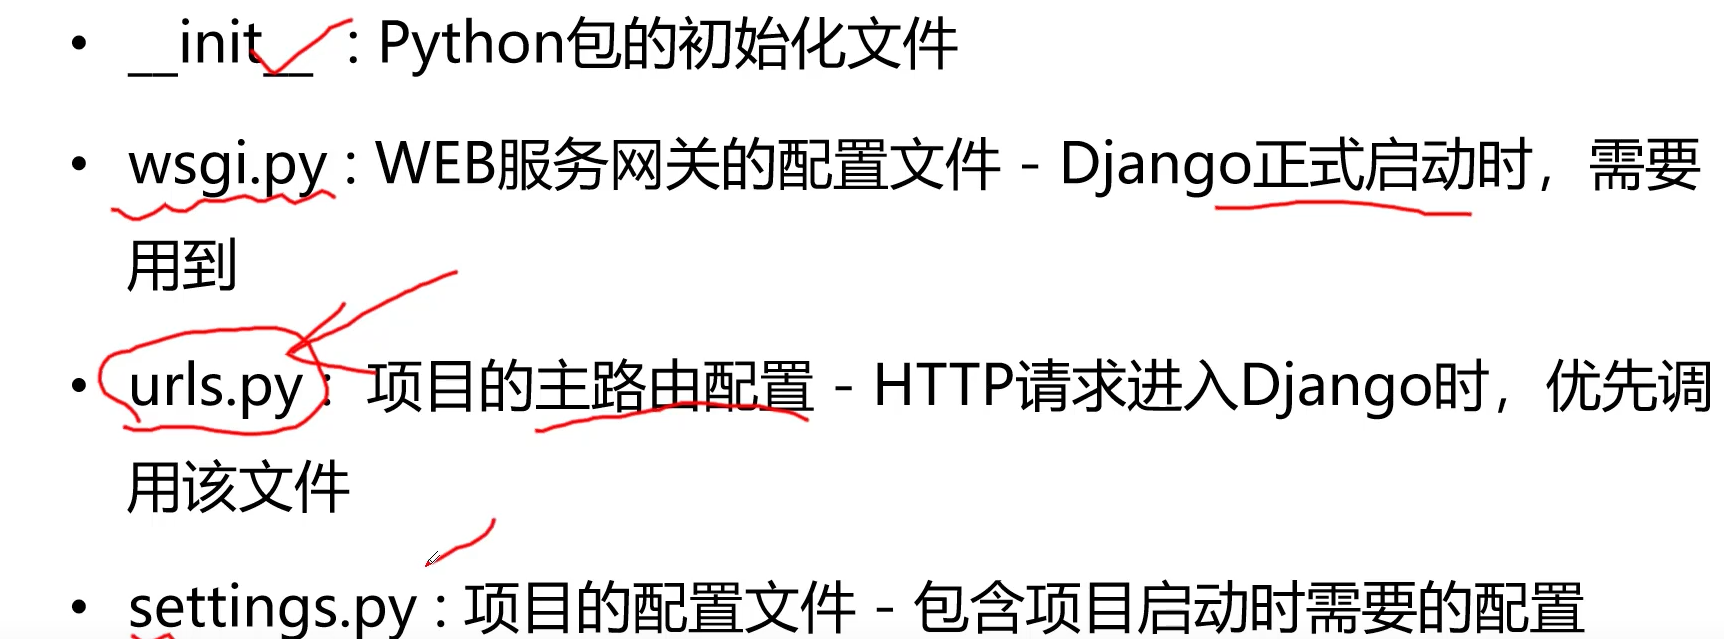 • __init__ : Python包的初始化文件
• wsgi.py : WEB服务网关的配置文件 - Django正式启动时，需要
用到
• urls.py : 项目的主路由配置 - HTTP请求进入Django时，优先调
用该文件
• settings.py : 项目的配置文件 - 包含项目启动时需要的配置